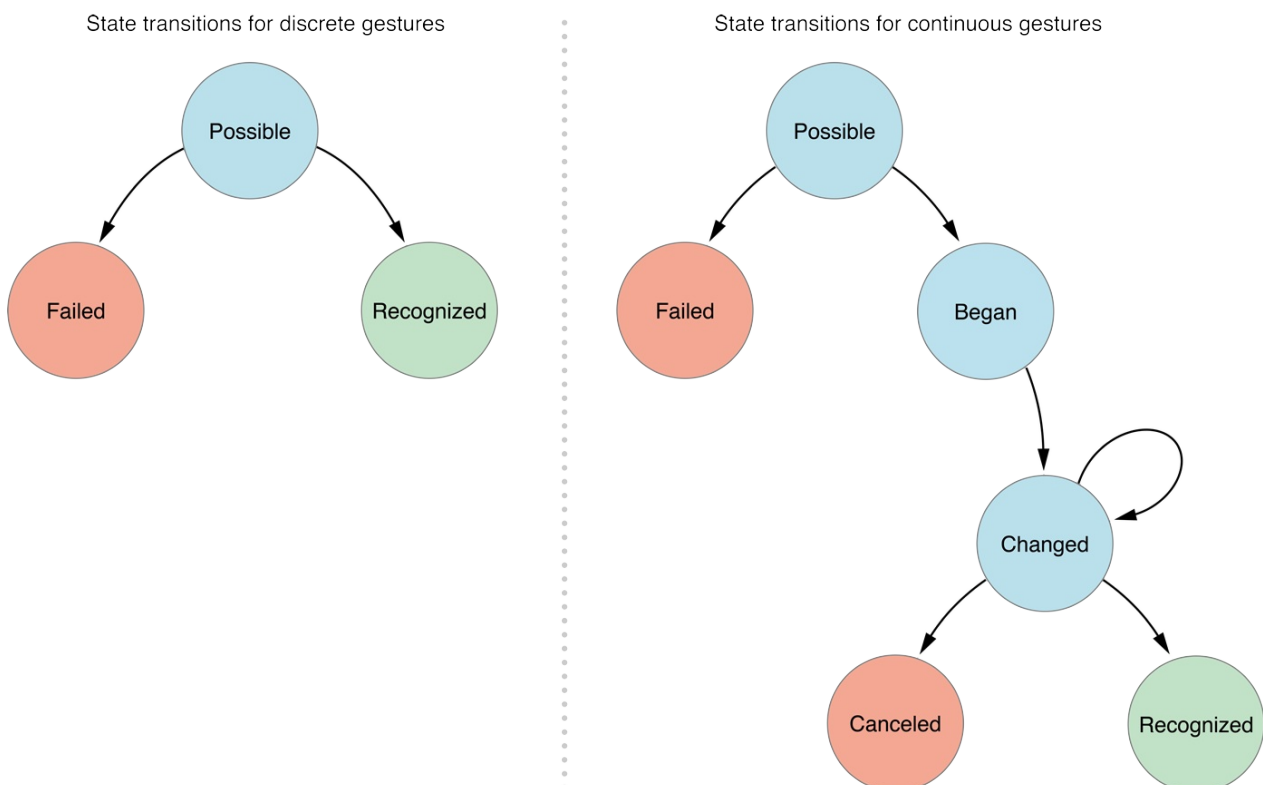 State transitions for discrete gestures
Possible
Failed
Recognized
State transitions for continuous gestures
Possible
Failed
Began
Changed
Canceled
Recognized